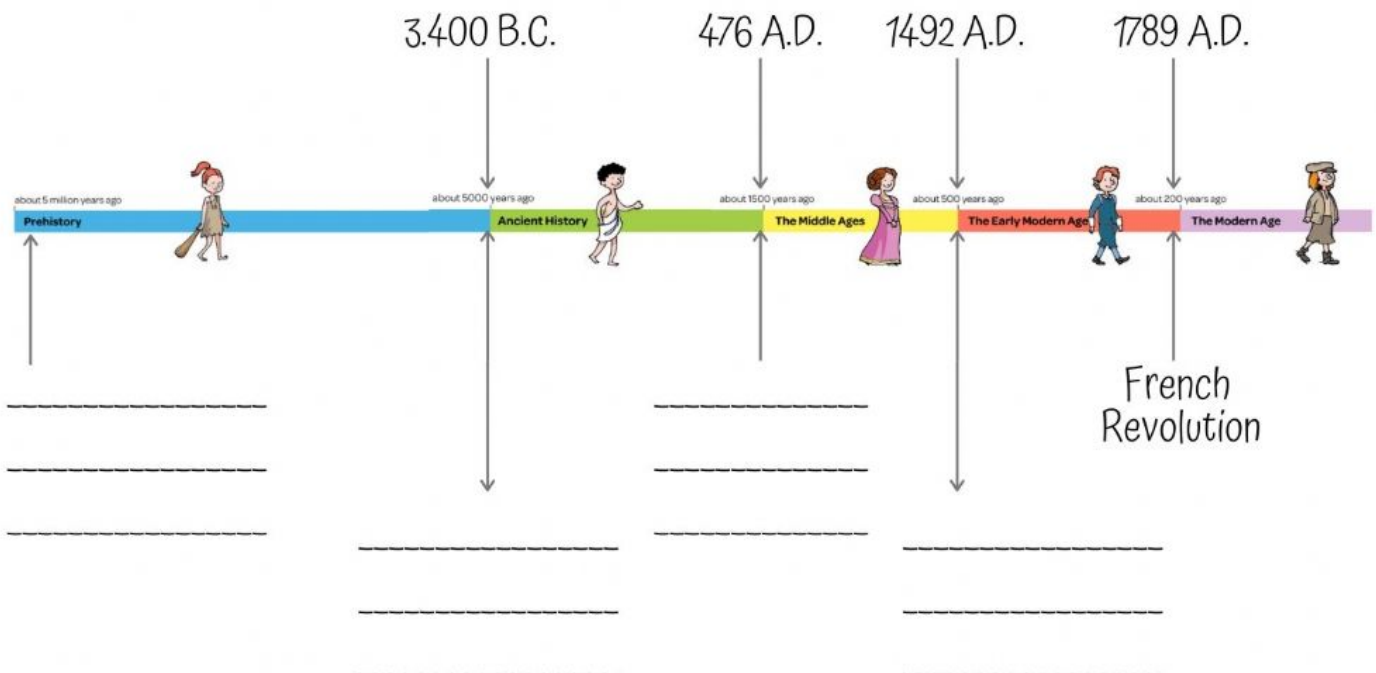 3.400 B.C.
476 A.D.
1492 A.D.
1789 A.D.
about 5 million years ago
about 5000 years ago
about 1500 years ago
about 500 years ago
about 200 years ago
Prehistory
Ancient History
The Middle Ages
The Early Modern Age
The Modern Age
French
Revolution